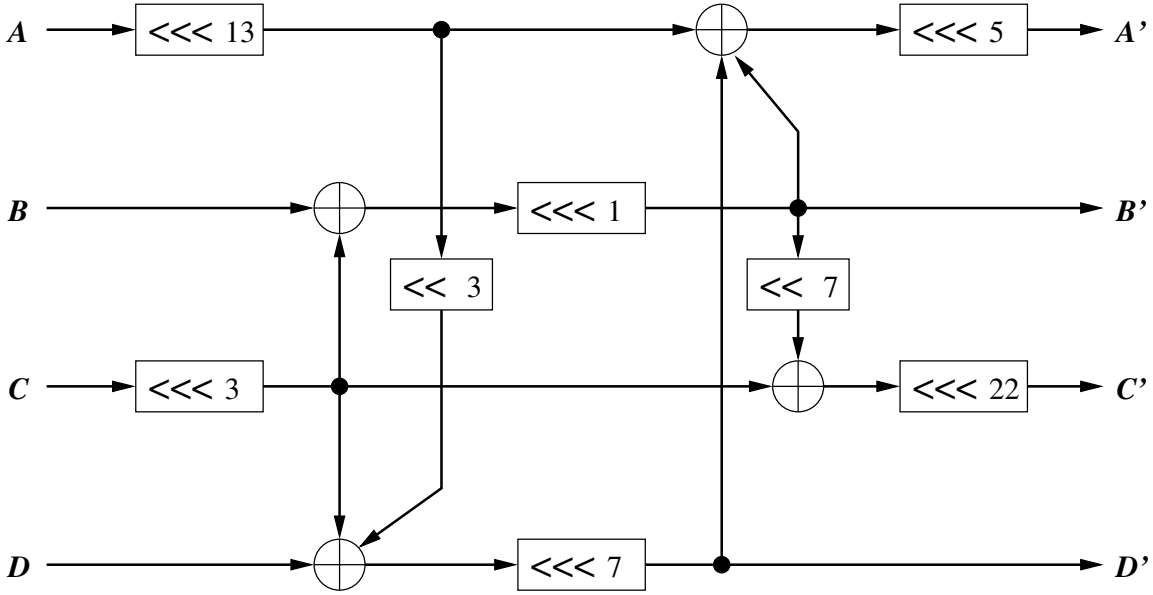 A <<< 13 <<< 5 A’
B <<< 1 B’
<< 3 << 7
C <<< 3 <<< 22 C’
D <<< 7 D’